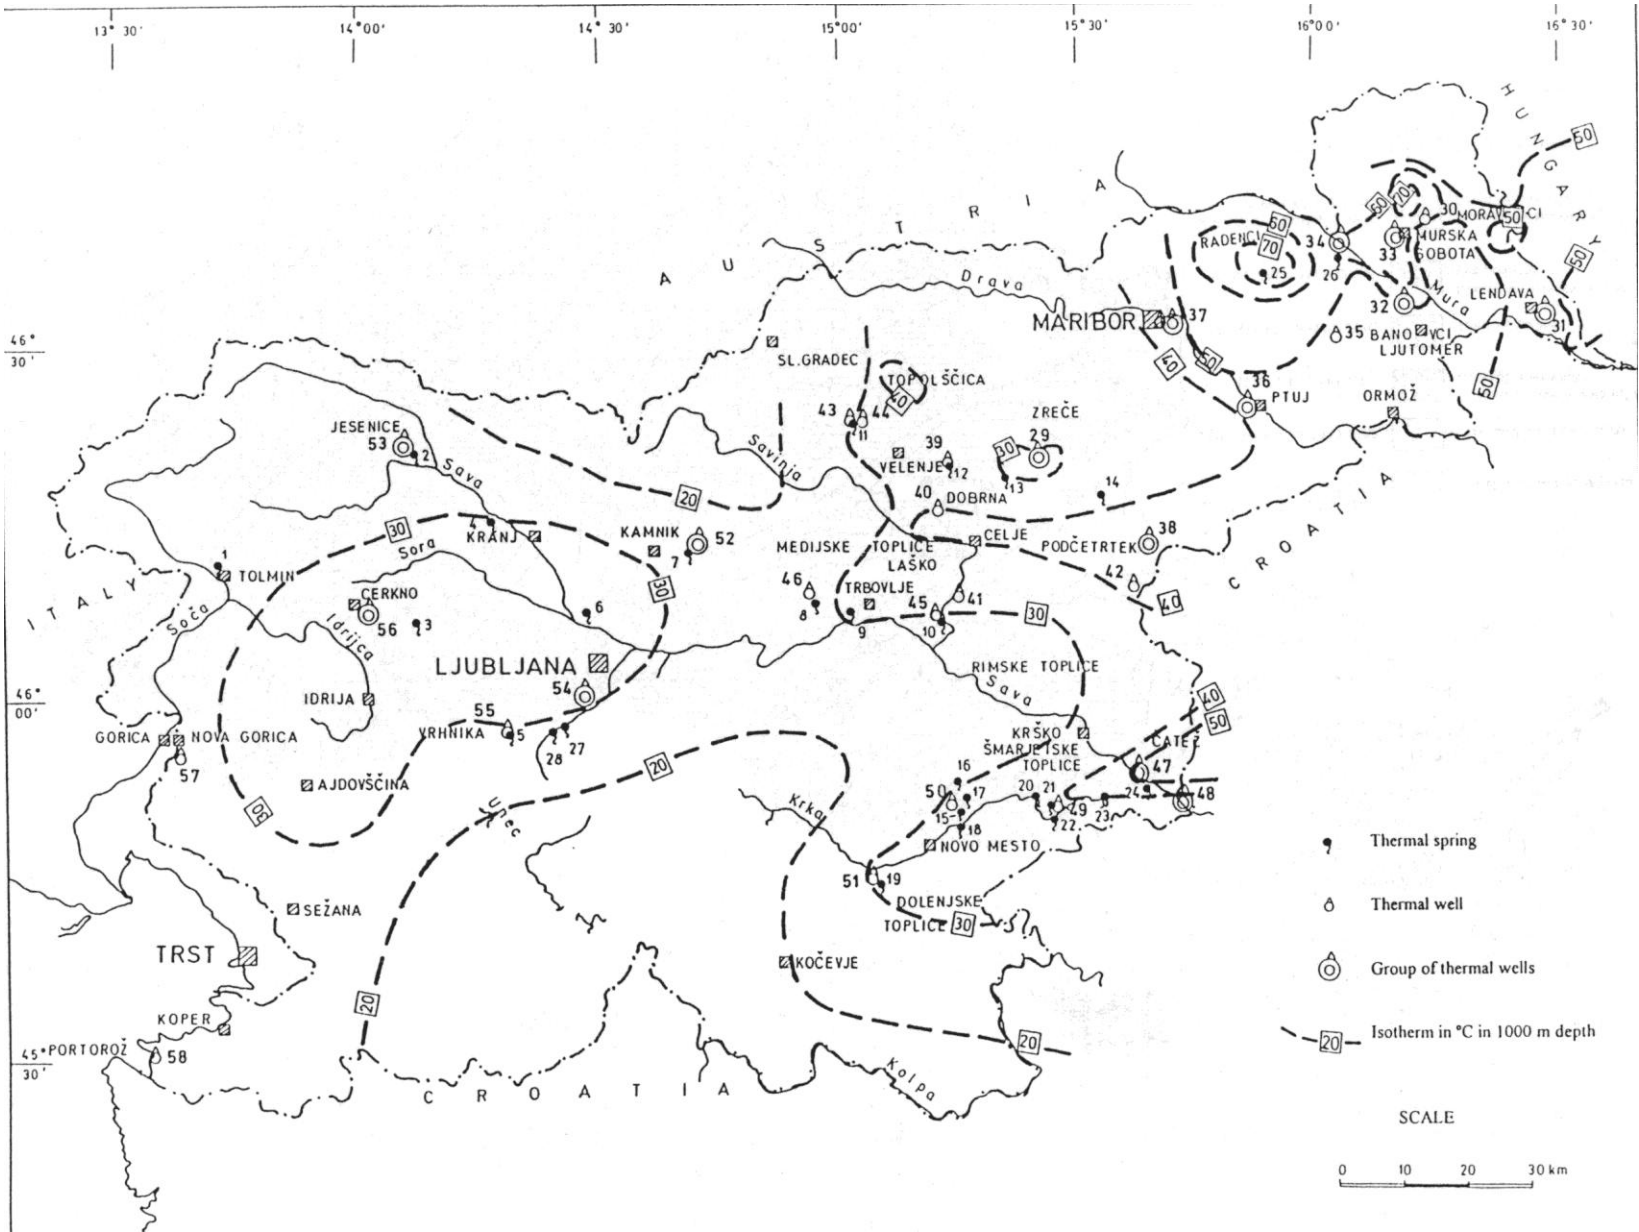 13° 30'
14° 00'
14° 30'
15° 00'
15° 30'
16° 00'
16° 30'
HUNGARY
50
AUSTRIA
60
70
30
MORAV CI
50
RADENCI
60
70
34
33
MURSKA
SOBOTA
25
26
50
Drava
32
Mura
LENDAVA
31
MARIBOR
37
35
BANOVCI
LJUTOMER
46°
30'
SL.GRADEC
40
50
50
TOPOLŠČICA
40
36
PTUJ
ORMOŽ
43
44
11
ZREČE
29
30
JESENICE
53
2
Sava
Savinja
39
VELENJE
12
13
14
20
40
DOBRNA
30
4
KRANJ
Sora
KAMNIK
52
7
MEDIJSKE TOPLICE
LAŠKO
CELJE
PODČETRTEK
38
CROATIA
1
TOLMIN
ITALY
Soča
CERKNO
56
3
Idrijca
6
30
46
8
TRBOVLJE
9
45
41
10
30
42
40
LJUBLJANA
RIMSKE TOPLICE
Sava
46°
00'
IDRIJA
54
40
50
55
VRHNIKA
5
28
27
GORICA
NOVA GORICA
57
KRŠKO
ŠMARJEŠKE
TOPLICE
ČATEŽ
47
20
AJDOVŠČINA
30
Unec
16
50
17
15
18
20
21
49
22
23
24
48
Krka
NOVO MESTO
Thermal spring
51
19
DOLENJSKE
TOPLICE
30
Thermal well
SEŽANA
TRST
KOČEVJE
Group of thermal wells
20
KOPER
20
20
Isotherm in °C in 1000 m depth
45°
30'
PORTOROŽ
58
CROATIA
Kolpa
SCALE
0 10 20 30 km